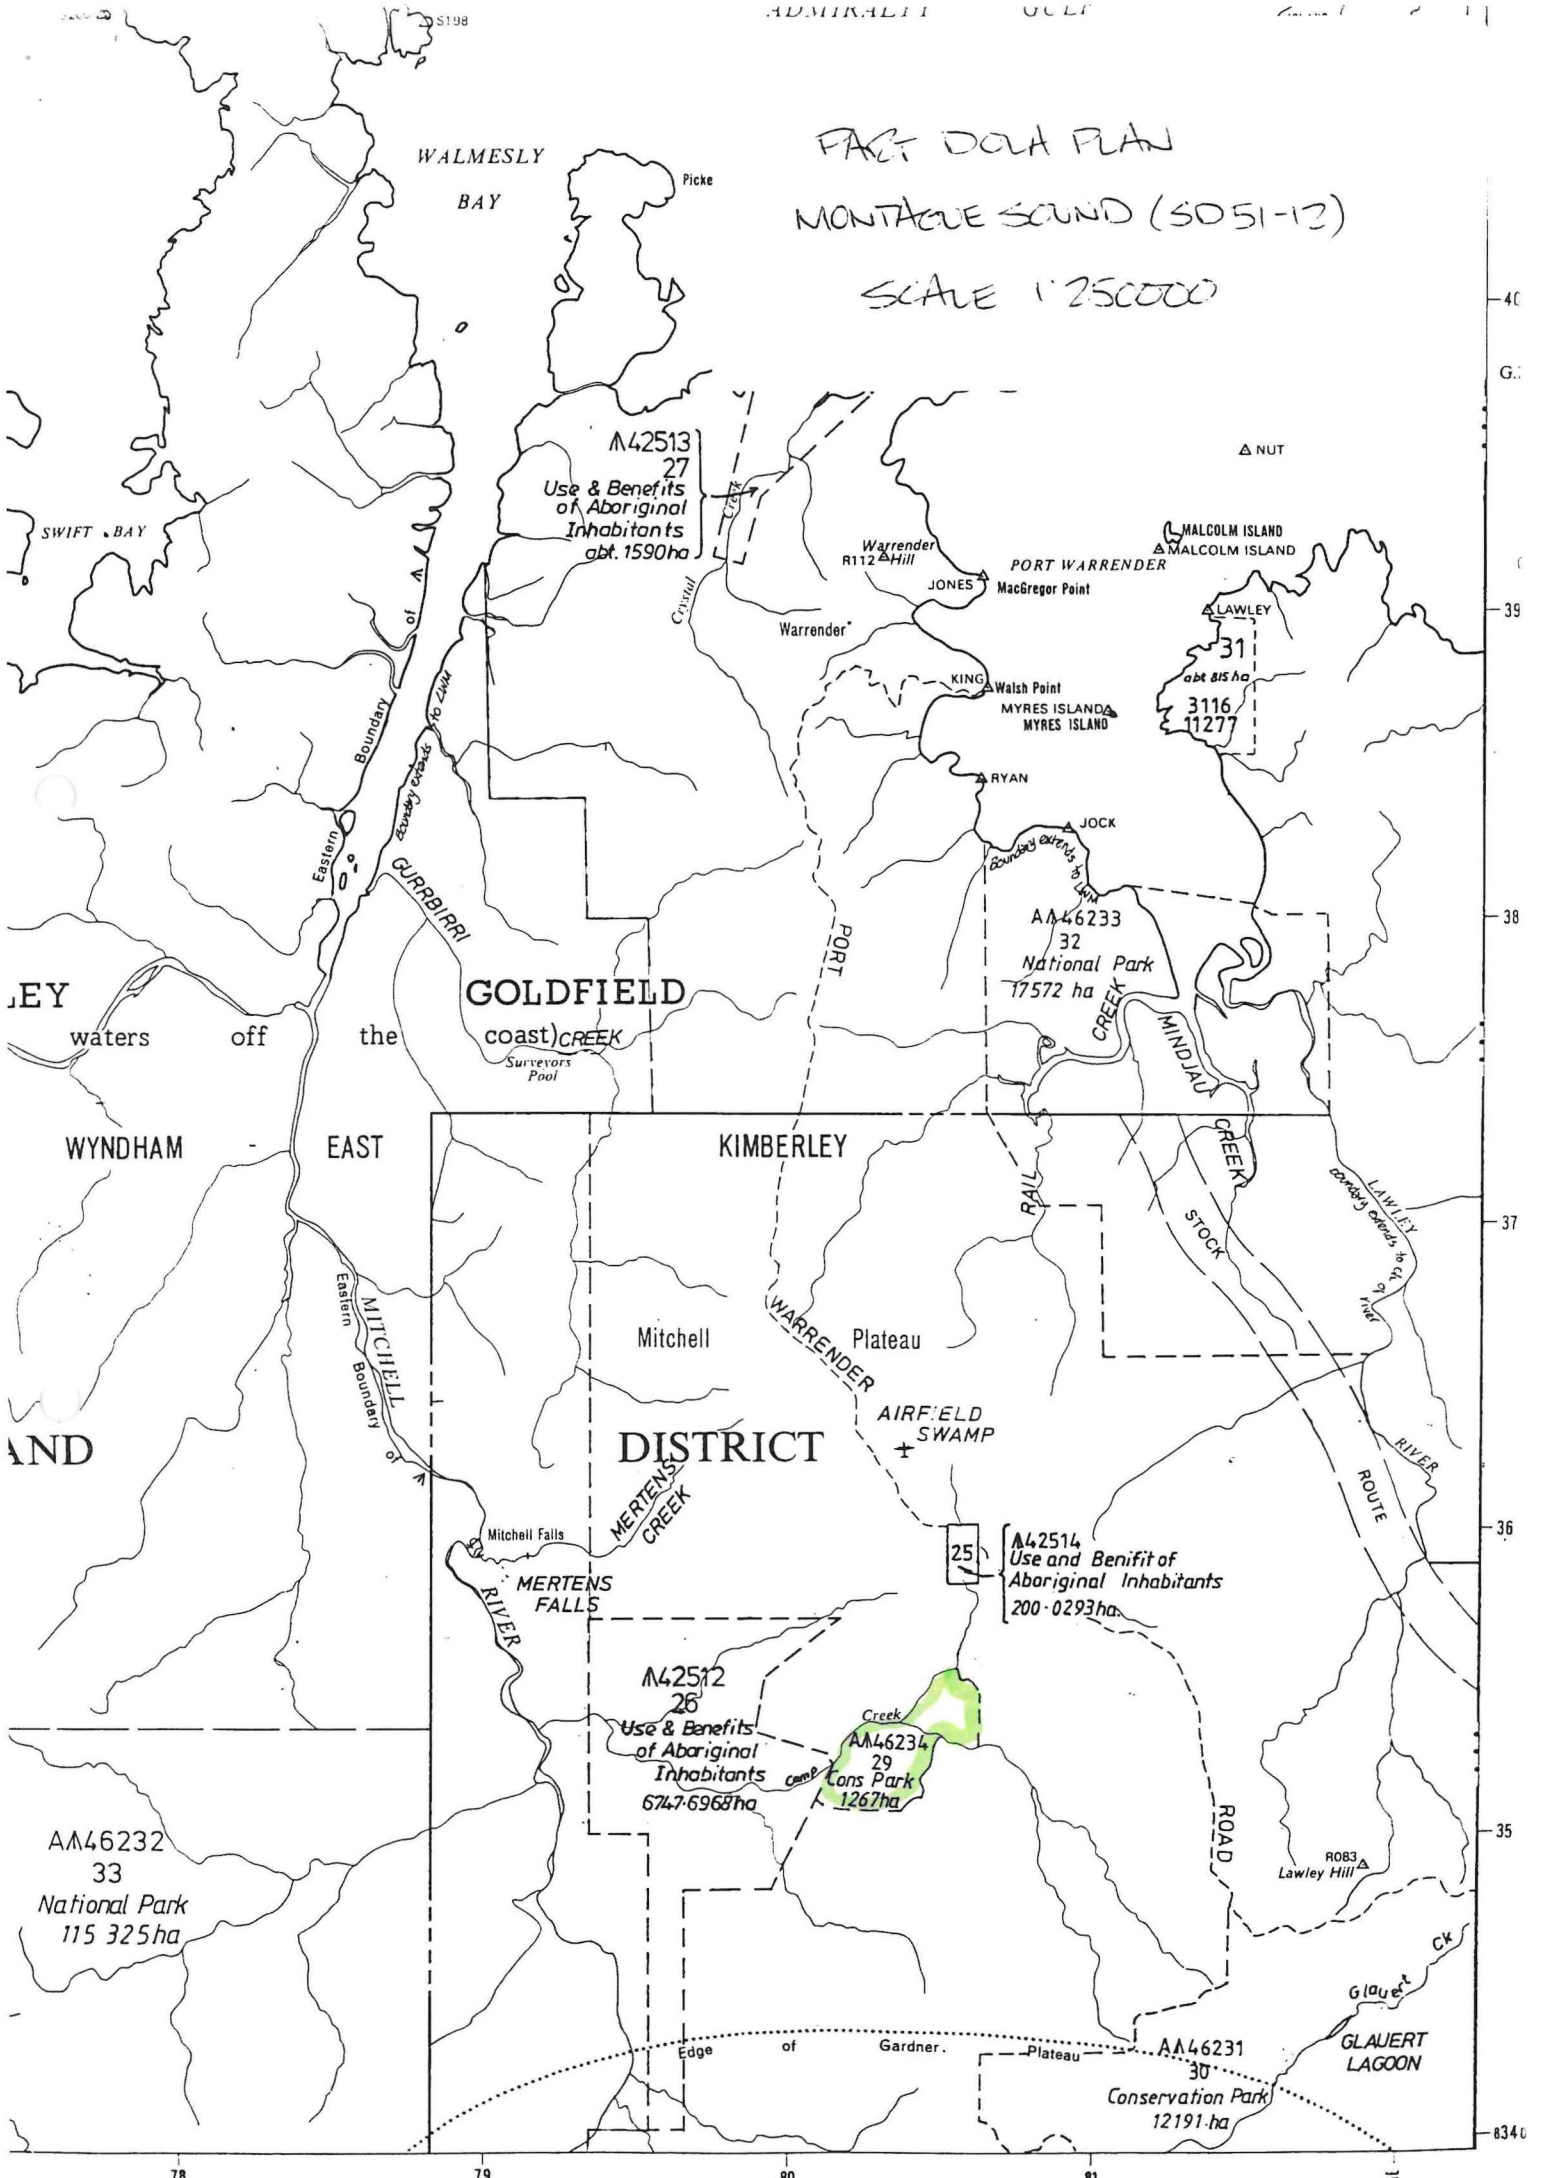 ADMIRALTY GULF
S198
WALMESLY
BAY
Picke
PART DOLA PLAN
MONTAGUE SOUND (SD51-12)
SCALE 1:250000
40
G.
A42513
27
Use & Benefits
of Aboriginal
Inhabitants
abt. 1590ha
Creek
Crystal
NUT
SWIFT BAY
Warrender
R112 Hill
MALCOLM ISLAND
MALCOLM ISLAND
PORT WARRENDER
JONES
MacGregor Point
LAWLEY
39
of
Warrender
31
abt 815 ha
3116
11277
KING
Walsh Point
MYRES ISLAND
MYRES ISLAND
to LWM
Boundary
Boundary extends
RYAN
JOCK
Boundary extends to LWM
Eastern
GURRBIRRI
38
AA46233
32
National Park
17572 ha
PORT
LEY
GOLDFIELD
CREEK
MINDJAU
waters off the coast)
CREEK
Surveyors
Pool
WYNDHAM - EAST KIMBERLEY
CREEK
RAIL
LAWLEY
Boundary extends to CL of river
STOCK
37
Eastern
MITCHELL
Boundary
of
Mitchell Plateau
WARRENDER
AIRFIELD
SWAMP
AND
DISTRICT
RIVER
ROUTE
MERTENS
CREEK
36
Mitchell Falls
25
A42514
Use and Benifit of
Aboriginal Inhabitants
200·0293ha
MERTENS
FALLS
RIVER
A42512
26
Use & Benefits
of Aboriginal
Inhabitants
6747·6968ha
Creek
Camp
AA46234
29
Cons Park
1267ha
ROAD
35
R083
Lawley Hill
AA46232
33
National Park
115 325ha
Glauert Ck
GLAUERT
LAGOON
Edge of Gardner Plateau
AA46231
30
Conservation Park
12191 ha
8340
78 79 80 81